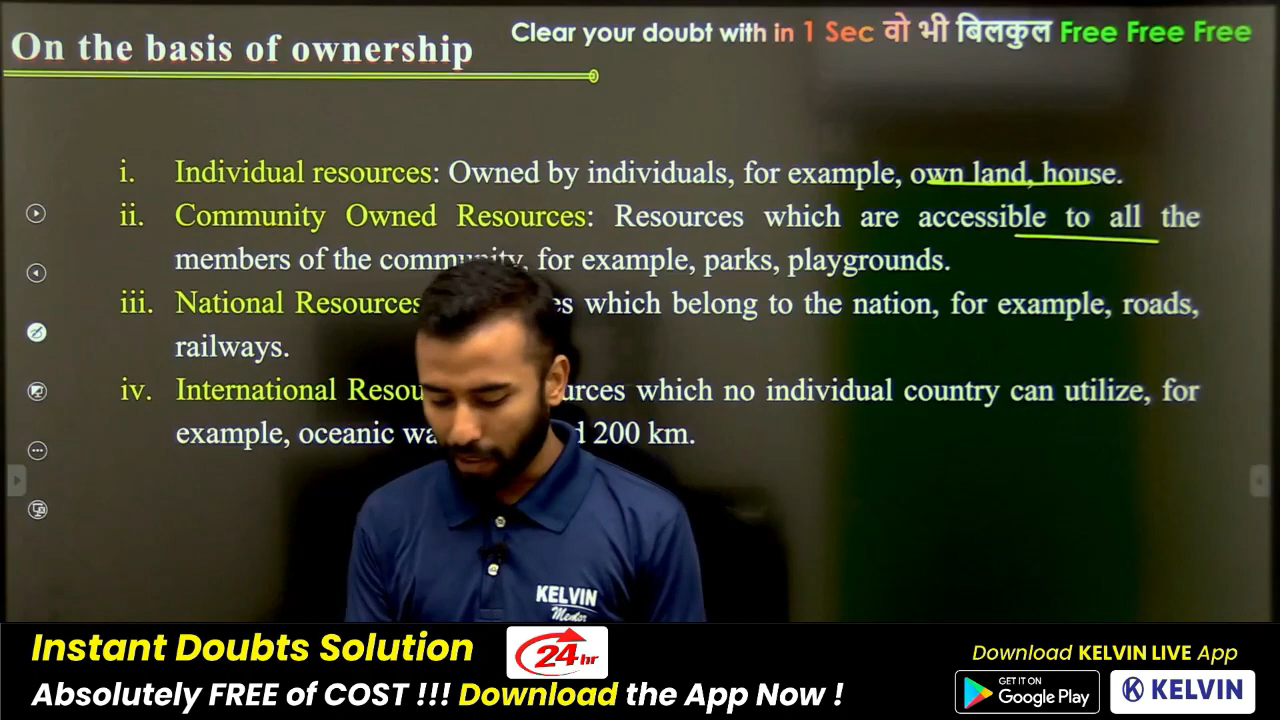 On the basis of ownership
Clear your doubt with in 1 Sec वो भी बिलकुल Free Free Free
i. Individual resources: Owned by individuals, for example, own land, house.
ii. Community Owned Resources: Resources which are accessible to all the
members of the community, for example, parks, playgrounds.
iii. National Resources which belong to the nation, for example, roads,
railways.
iv. International which no individual country can utilize, for
example, oceanic 200 km.
KELVIN
Mentor
Instant Doubts Solution
24hr
Download KELVIN LIVE App
Absolutely FREE of COST !!! Download the App Now !
GET IT ON
Google Play
KELVIN